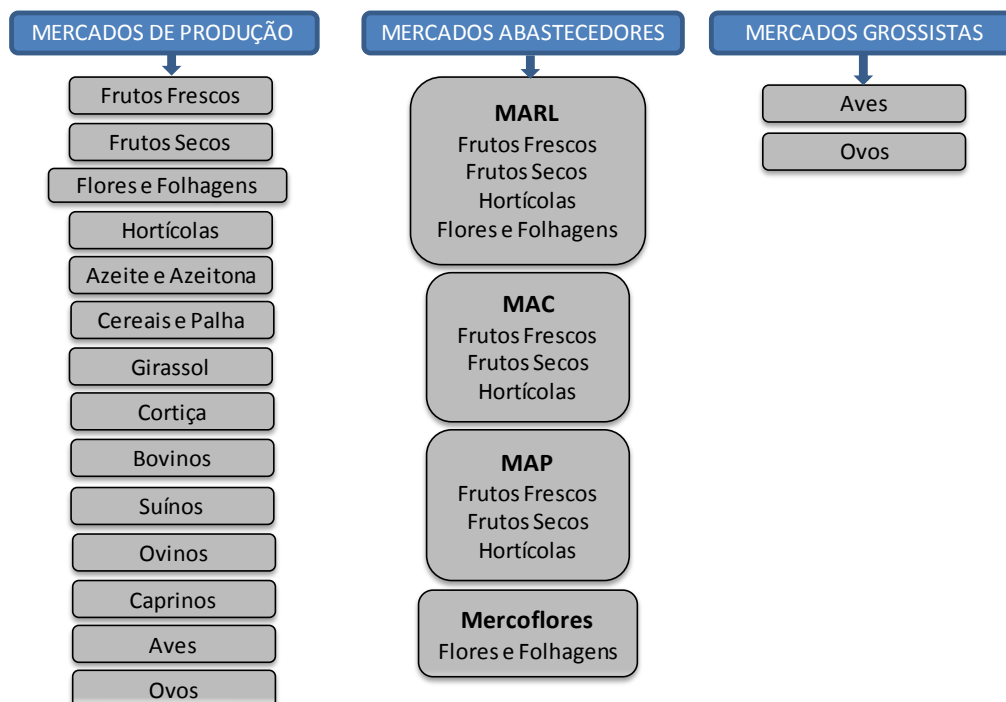 MERCADOS DE PRODUÇÃO
Frutos Frescos
Frutos Secos
Flores e Folhagens
Hortícolas
Azeite e Azeitona
Cereais e Palha
Girassol
Cortiça
Bovinos
Suínos
Ovinos
Caprinos
Aves
Ovos
MERCADOS ABASTECEDORES
MARL
Frutos Frescos
Frutos Secos
Hortícolas
Flores e Folhagens
MAC
Frutos Frescos
Frutos Secos
Hortícolas
MAP
Frutos Frescos
Frutos Secos
Hortícolas
Mercoflores
Flores e Folhagens
MERCADOS GROSSISTAS
Aves
Ovos